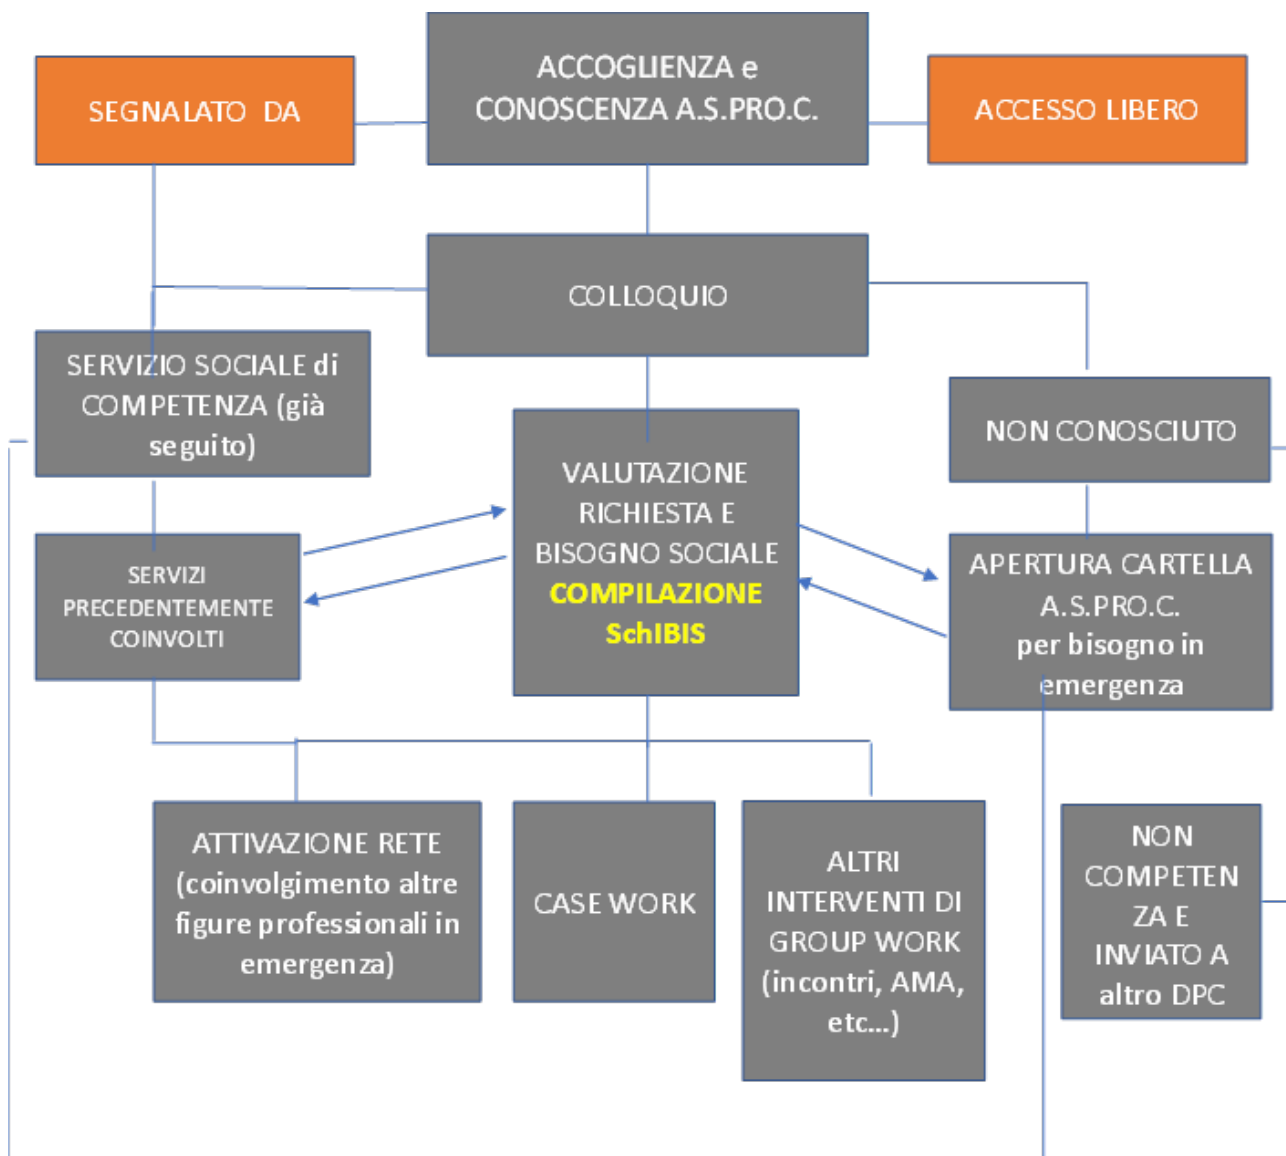 SEGNALATO DA
ACCOGLIENZA e
CONOSCENZA A.S.PRO.C.
ACCESSO LIBERO
COLLOQUIO
SERVIZIO SOCIALE di
COMPETENZA (già
seguito)
VALUTAZIONE
RICHIESTA E
BISOGNO SOCIALE
COMPILAZIONE
SchIBIS
NON CONOSCIUTO
SERVIZI
PRECEDENTEMENTE
COINVOLTI
APERTURA CARTELLA
A.S.PRO.C.
per bisogno in
emergenza
ATTIVAZIONE RETE
(coinvolgimento altre
figure professionali in
emergenza)
CASE WORK
ALTRI
INTERVENTI DI
GROUP WORK
(incontri, AMA,
etc...)
NON
COMPETEN
ZA E
INVIATO A
altro DPC